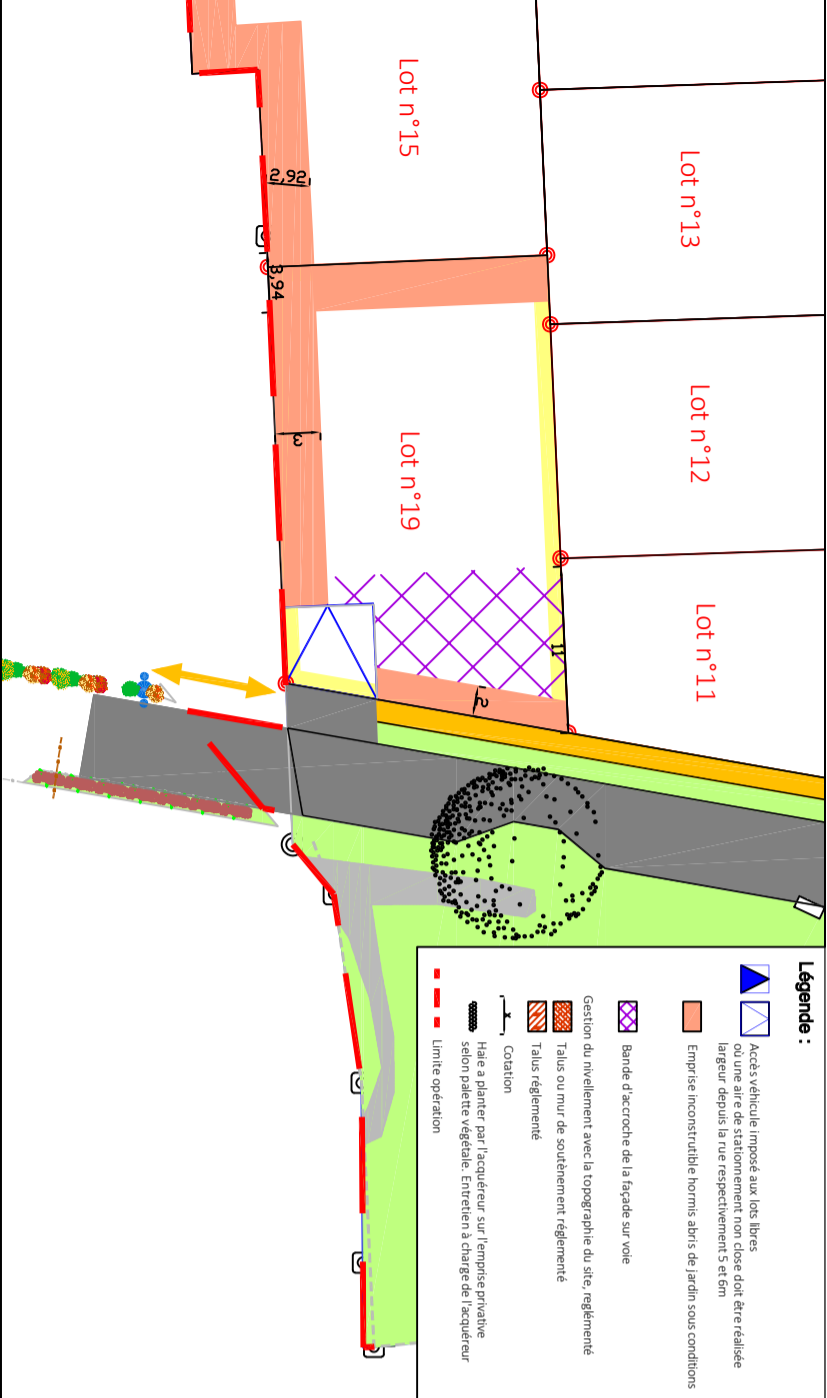 Lot n°15
Lot n°13
Lot n°12
Lot n°11
Lot n°19
2,92
3,94
3
11
2
Légende :
Accès véhicule imposé aux lots libres
où une aire de stationnement non close doit être réalisée
largeur depuis la rue respectivement 5 et 6m
Emprise inconstrutible hormis abris de jardin sous conditions
Bande d'accroche de la façade sur voie
Gestion du nivellement avec la topographie du site, reglémenté
Talus ou mur de soutènement réglementé
Talus réglementé
x
Cotation
Haie a planter par l'acquéreur sur l'emprise privative
selon palette végétale. Entretien à charge de l'acquéreur
Limite opération